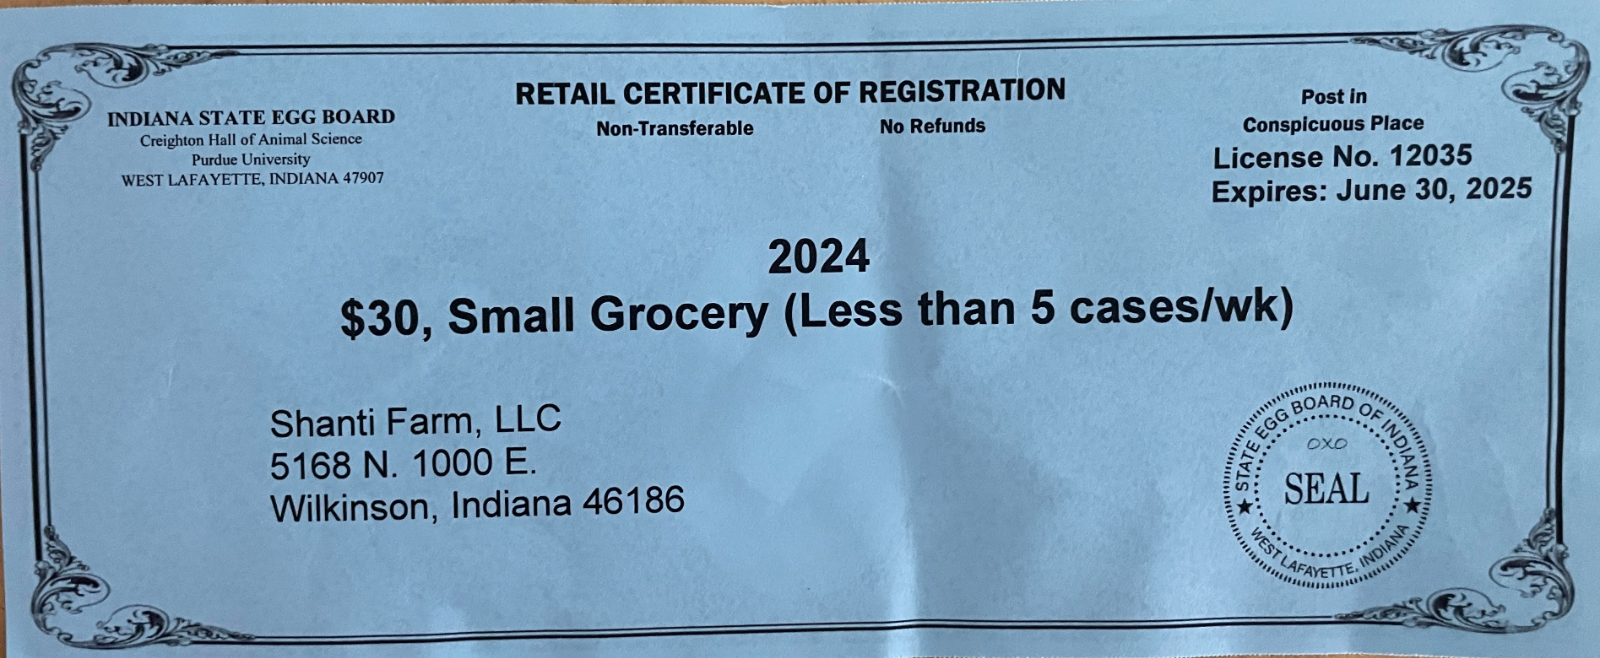 INDIANA STATE EGG BOARD
Creighton Hall of Animal Science
Purdue University
WEST LAFAYETTE, INDIANA 47907
RETAIL CERTIFICATE OF REGISTRATION
Non-Transferable No Refunds
Post in
Conspicuous Place
License No. 12035
Expires: June 30, 2025
2024
$30, Small Grocery (Less than 5 cases/wk)
Shanti Farm, LLC
5168 N. 1000 E.
Wilkinson, Indiana 46186
STATE EGG BOARD OF INDIANA
OXO
SEAL
WEST LAFAYETTE, INDIANA